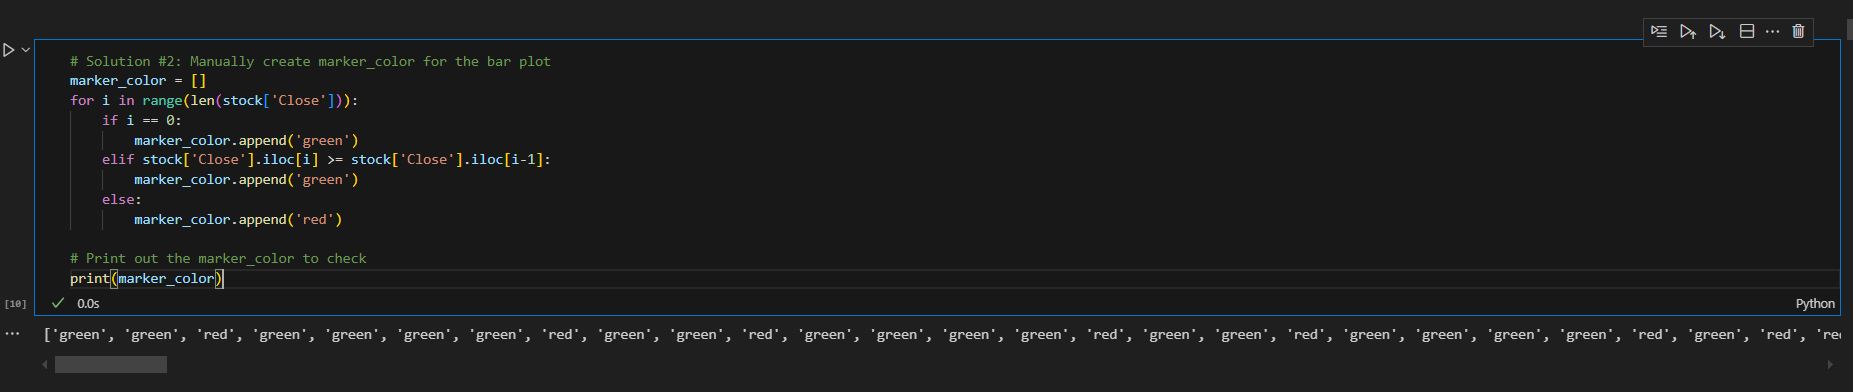 # Solution #2: Manually create marker_color for the bar plot
marker_color = []
for i in range(len(stock['Close'])):
    if i == 0:
        marker_color.append('green')
    elif stock['Close'].iloc[i] >= stock['Close'].iloc[i-1]:
        marker_color.append('green')
    else:
        marker_color.append('red')

# Print out the marker_color to check
print(marker_color)
[10] 0.0s Python
['green', 'green', 'red', 'green', 'green', 'green', 'green', 'red', 'green', 'green', 'red', 'green', 'green', 'green', 'green', 'red', 'green', 'green', 'red', 'green', 'green', 'green', 'green', 'red', 'green', 'red',